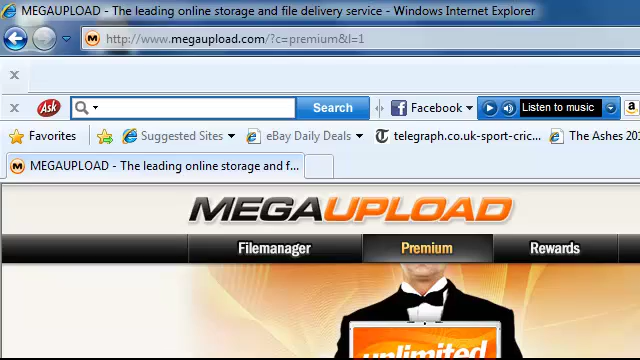 MEGAUPLOAD - The leading online storage and file delivery service - Windows Internet Explorer
http://www.megaupload.com/?c=premium&l=1
Ask Search Facebook Listen to music
Favorites Suggested Sites eBay Daily Deals telegraph.co.uk-sport-cric... The Ashes 20
MEGAUPLOAD - The leading online storage and f...
MEGAUPLOAD
Filemanager Premium Rewards
unlimited